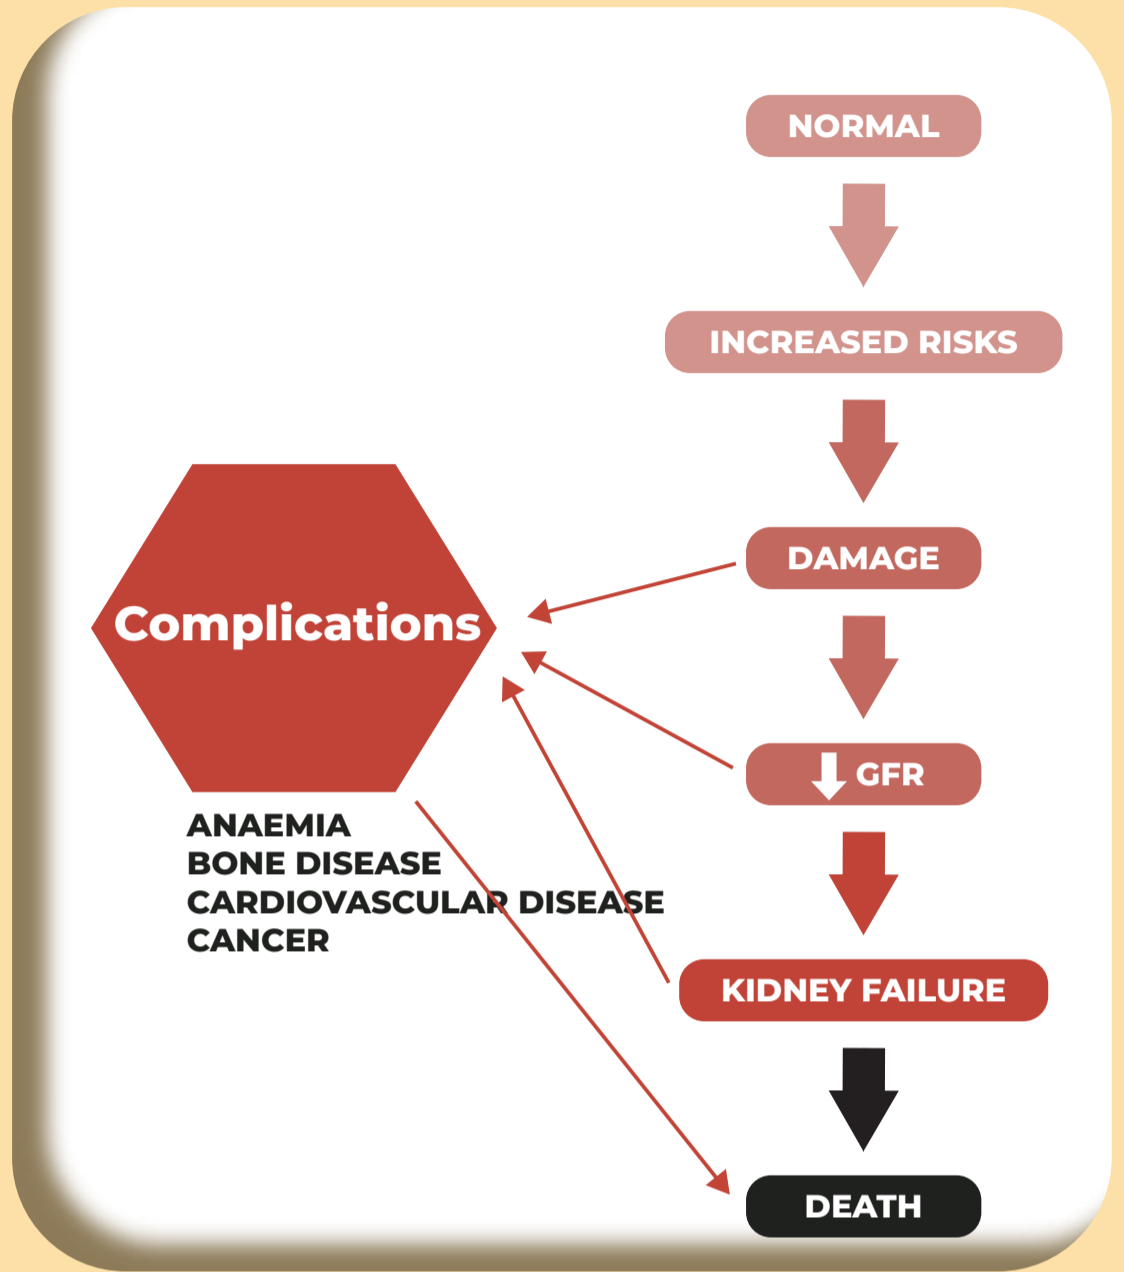 NORMAL
INCREASED RISKS
DAMAGE
Complications
GFR
ANAEMIA
BONE DISEASE
CARDIOVASCULAR DISEASE
CANCER
KIDNEY FAILURE
DEATH